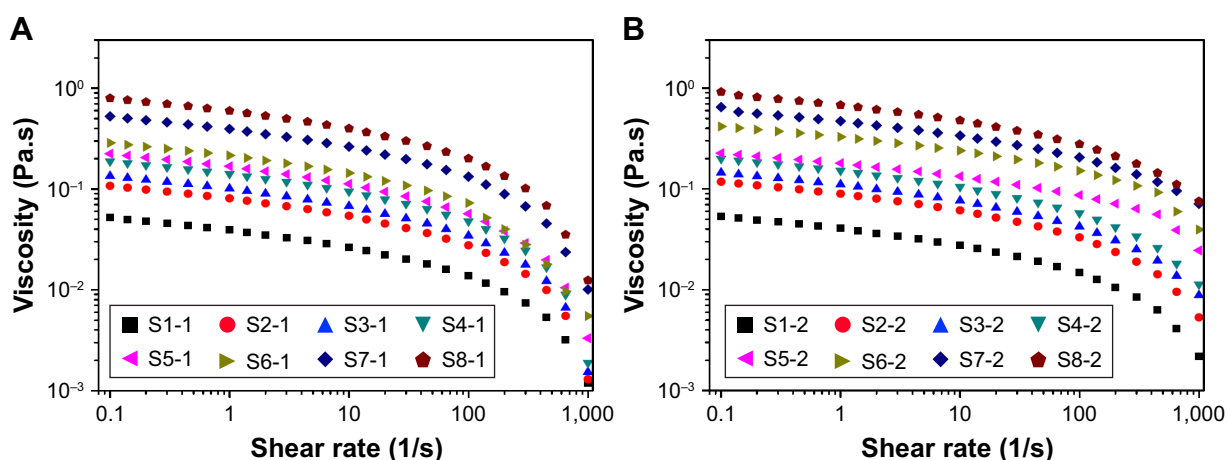 A
Viscosity (Pa.s)
10⁰
10⁻¹
10⁻²
10⁻³
S1-1 S2-1 S3-1 S4-1
S5-1 S6-1 S7-1 S8-1
0.1 1 10 100 1,000
Shear rate (1/s)
B
Viscosity (Pa.s)
10⁰
10⁻¹
10⁻²
10⁻³
S1-2 S2-2 S3-2 S4-2
S5-2 S6-2 S7-2 S8-2
0.1 1 10 100 1,000
Shear rate (1/s)